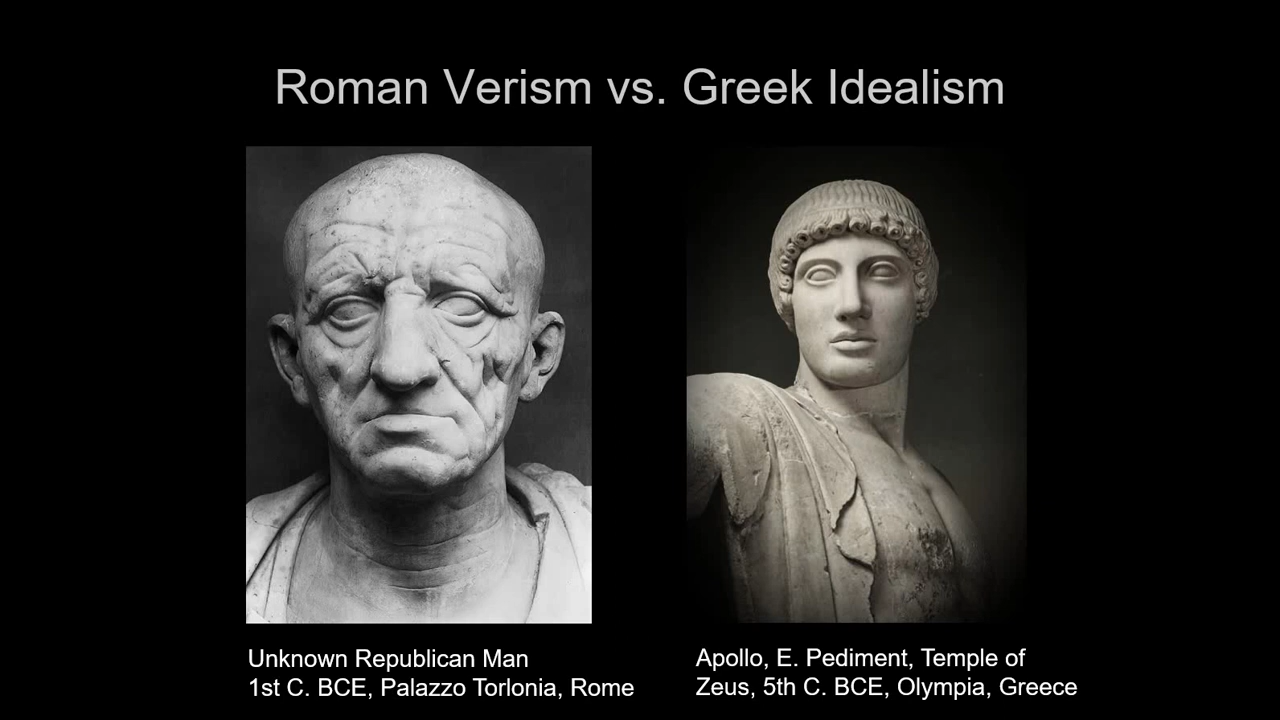 Roman Verism vs. Greek Idealism
Unknown Republican Man
1st C. BCE, Palazzo Torlonia, Rome
Apollo, E. Pediment, Temple of
Zeus, 5th C. BCE, Olympia, Greece